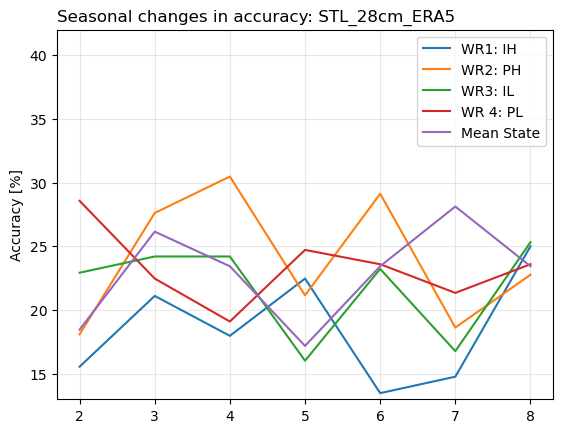 Seasonal changes in accuracy: STL_28cm_ERA5
WR1: IH
WR2: PH
WR3: IL
WR 4: PL
Mean State
Accuracy [%]
40
35
30
25
20
15
2 3 4 5 6 7 8